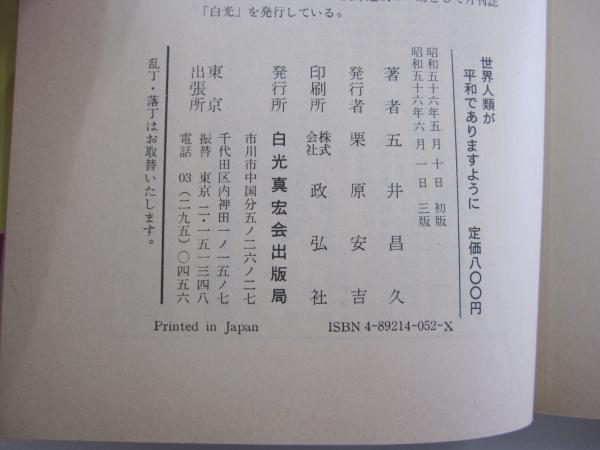 「白光」を発行している。
世界人類が
平和でありますように 定価八〇〇円
昭和五十六年五月十日 初版
昭和五十六年六月一日 三版
著者 五井昌久
発行者 栗原安吉
印刷所 株式会社 政弘社
発行所 白光真宏会出版局
市川市中国分五ノ二六ノ二七
東京出張所 千代田区内神田一ノ一五ノ七
振替 東京 二・一五一三四八
電話 03(二九五)〇四五六
乱丁・落丁はお取替いたします。
ISBN 4-89214-052-X
Printed in Japan